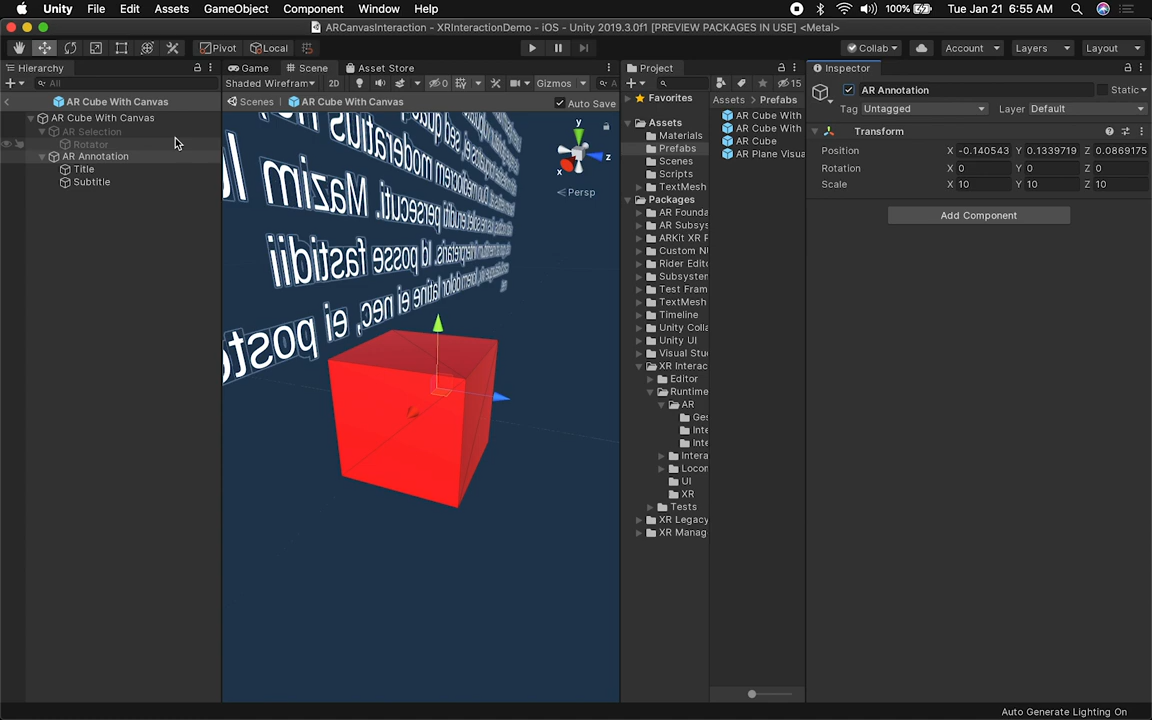 Unity File Edit Assets GameObject Component Window Help 100% Tue Jan 21 6:55 AM
ARCanvasInteraction - XRInteractionDemo - iOS - Unity 2019.3.0f1 [PREVIEW PACKAGES IN USE] <Metal>
Pivot Local Collab Account Layers Layout
Hierarchy Game Scene Asset Store Project Inspector
All Shaded Wirefram 2D 0 Gizmos A 15
AR Cube With Canvas Scenes AR Cube With Canvas Auto Save
AR Cube With Canvas
AR Selection
Rotator
AR Annotation
Title
Subtitle
y
z
x
Persp
Mazim
persecuti.
Id posse fastidii
ei nec, ei
Favorites
Assets
Materials
Prefabs
Scenes
Scripts
TextMesh
Packages
AR Founda
AR Subsys
ARKit XR F
Custom NU
Rider Edito
Subsystem
Test Fram
TextMesh
Timeline
Unity Colla
Unity UI
Visual Stu
XR Interac
Editor
Runtime
AR
Ges
Inte
Inte
Intera
Locon
UI
XR
Tests
XR Legacy
XR Manag
Assets > Prefabs
AR Cube With
AR Cube With
AR Cube
AR Plane Visua
AR Annotation Static
Tag Untagged Layer Default
Transform
Position X -0.140543 Y 0.1339719 Z 0.0869175
Rotation X 0 Y 0 Z 0
Scale X 10 Y 10 Z 10
Add Component
Auto Generate Lighting On